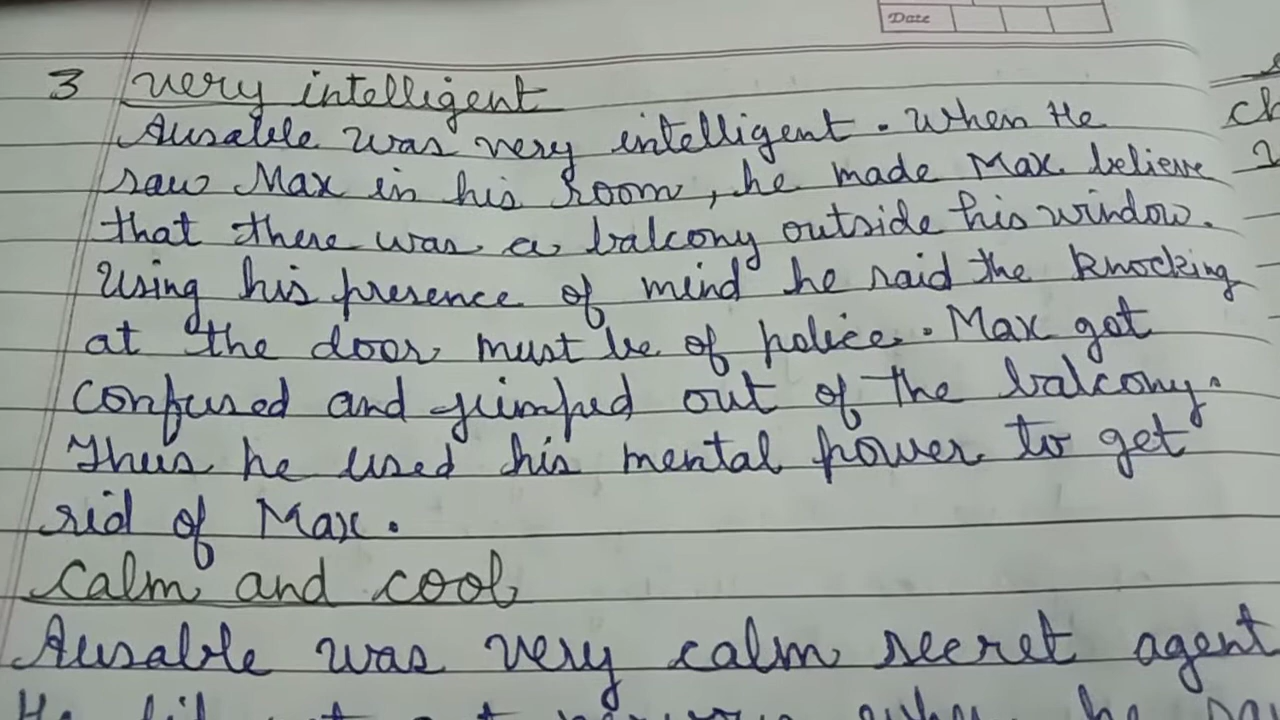 Date
3 very intelligent
Ausable was very intelligent. When He
saw Max in his room, he made Max believe
that there was a balcony outside his window.
Using his presence of mind he said the knocking
at the door must be of police. Max got
confused and jumped out of the balcony.
Thus he used his mental power to get
rid of Max.
Calm and cool
Ausable was very calm secret agent
He